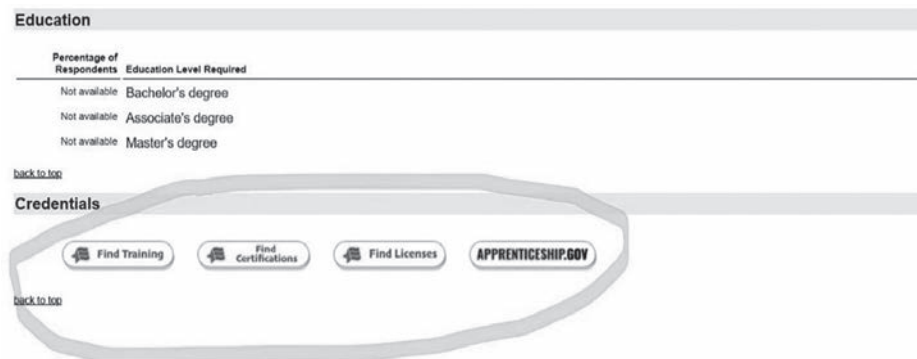 Education
Percentage of
Respondents Education Level Required
Not available Bachelor's degree
Not available Associate's degree
Not available Master's degree
back to top
Credentials
Find Training Find Certifications Find Licenses APPRENTICESHIP.GOV
back to top